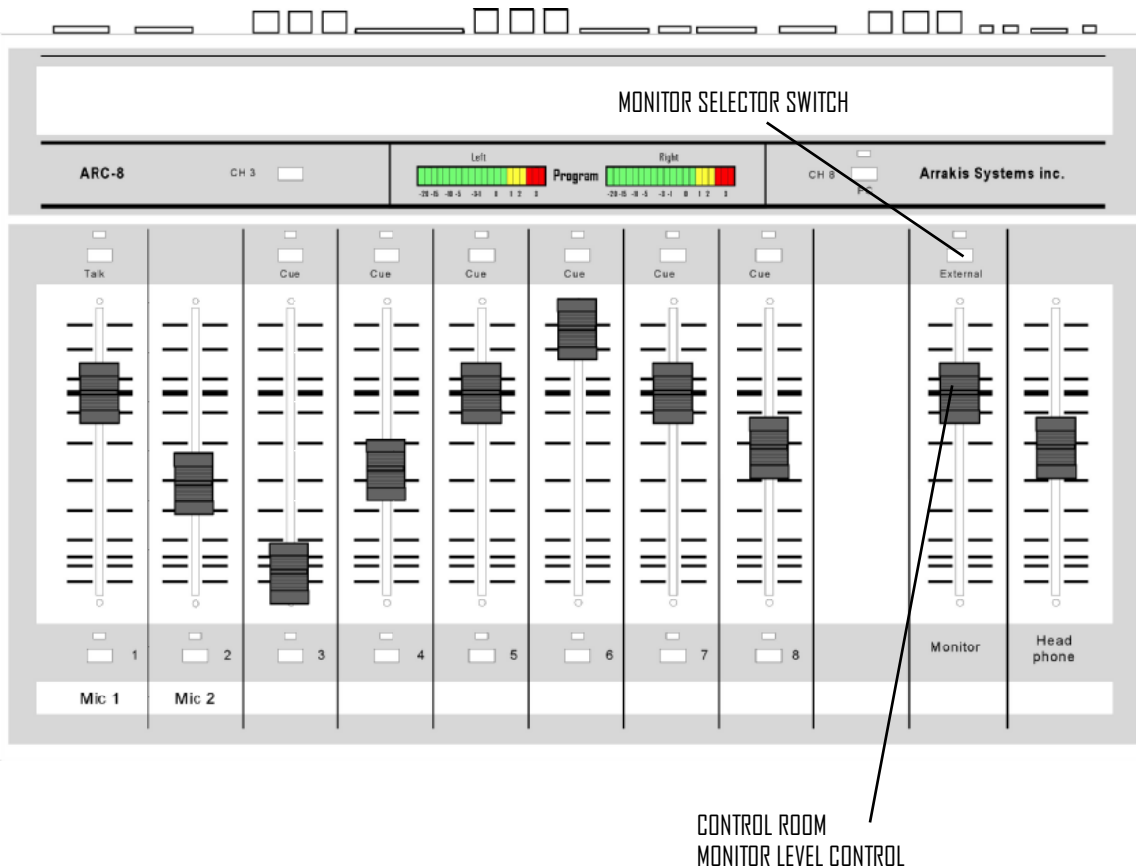 MONITOR SELECTOR SWITCH
ARC-8
CH 3
Left
Program
Right
CH 8
PC
Arrakis Systems inc.
Talk
Cue
Cue
Cue
Cue
Cue
Cue
External
1
2
3
4
5
6
7
8
Monitor
Head
phone
Mic 1
Mic 2
CONTROL ROOM
MONITOR LEVEL CONTROL